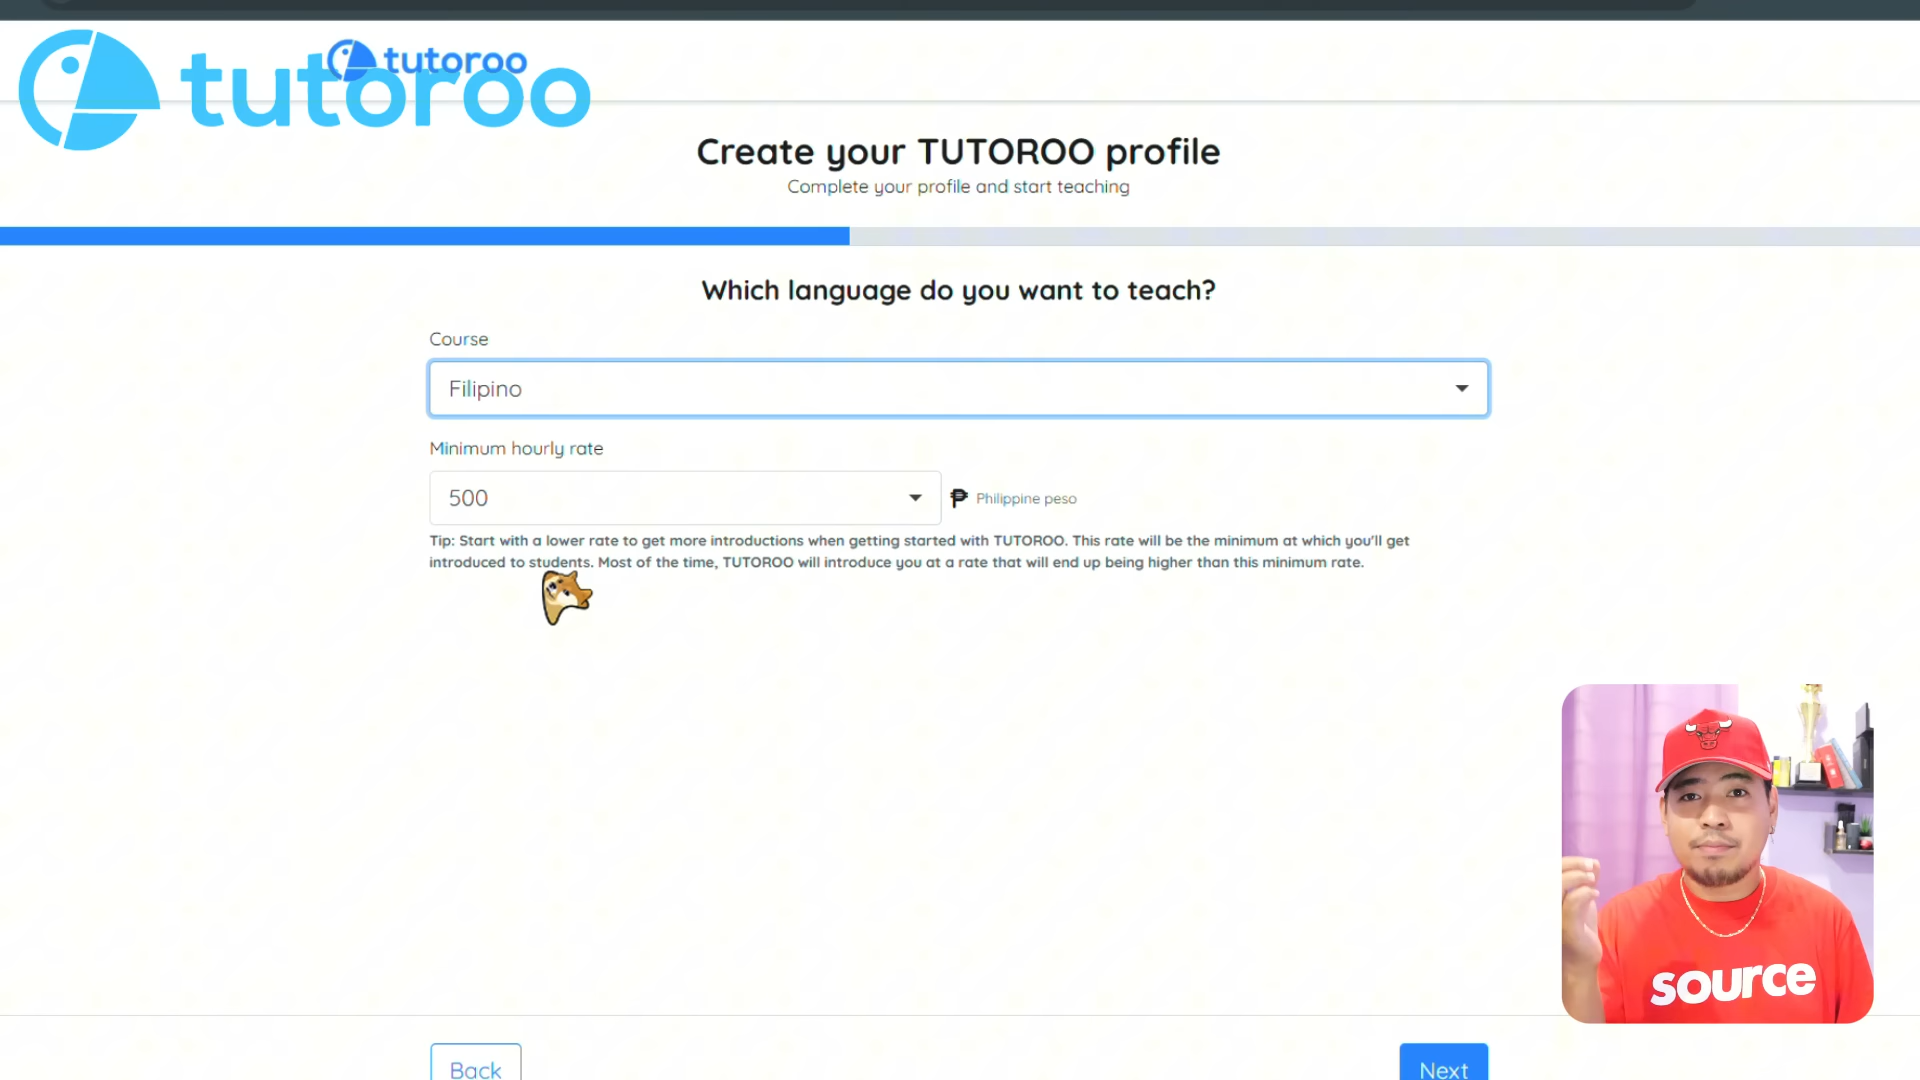 tutoroo
tutoroo
Create your TUTOROO profile
Complete your profile and start teaching
Which language do you want to teach?
Course
Filipino
Minimum hourly rate
500
₱ Philippine peso
Tip: Start with a lower rate to get more introductions when getting started with TUTOROO. This rate will be the minimum at which you'll get
introduced to students. Most of the time, TUTOROO will introduce you at a rate that will end up being higher than this minimum rate.
source
Back
Next